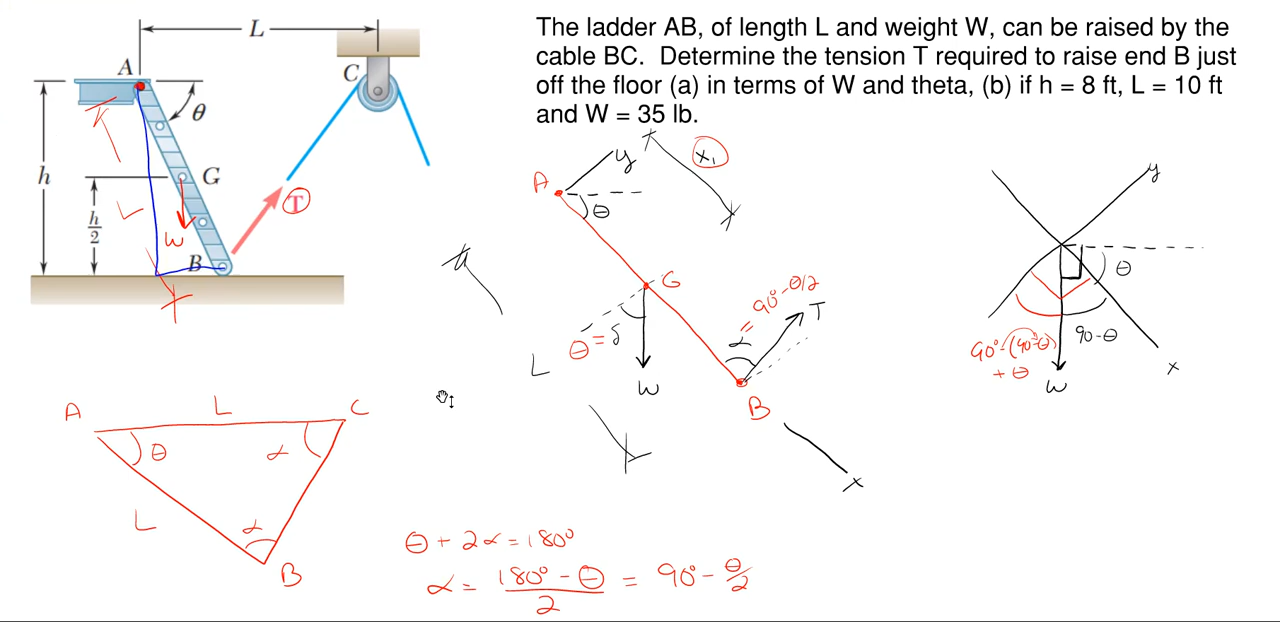 The ladder AB, of length L and weight W, can be raised by the
cable BC. Determine the tension T required to raise end B just
off the floor (a) in terms of W and theta, (b) if h = 8 ft, L = 10 ft
and W = 35 lb.
L
A
C
θ
h
G
h/2
L
W
T
B
A
y
x₁
θ
G
θ = δ
W
L
α = 90° - θ/2
T
B
x
y
θ
90° - (90° - θ)
+ θ
90 - θ
W
x
A
L
C
θ
α
L
α
B
θ + 2α = 180°
α = (180° - θ)/2 = 90° - θ/2